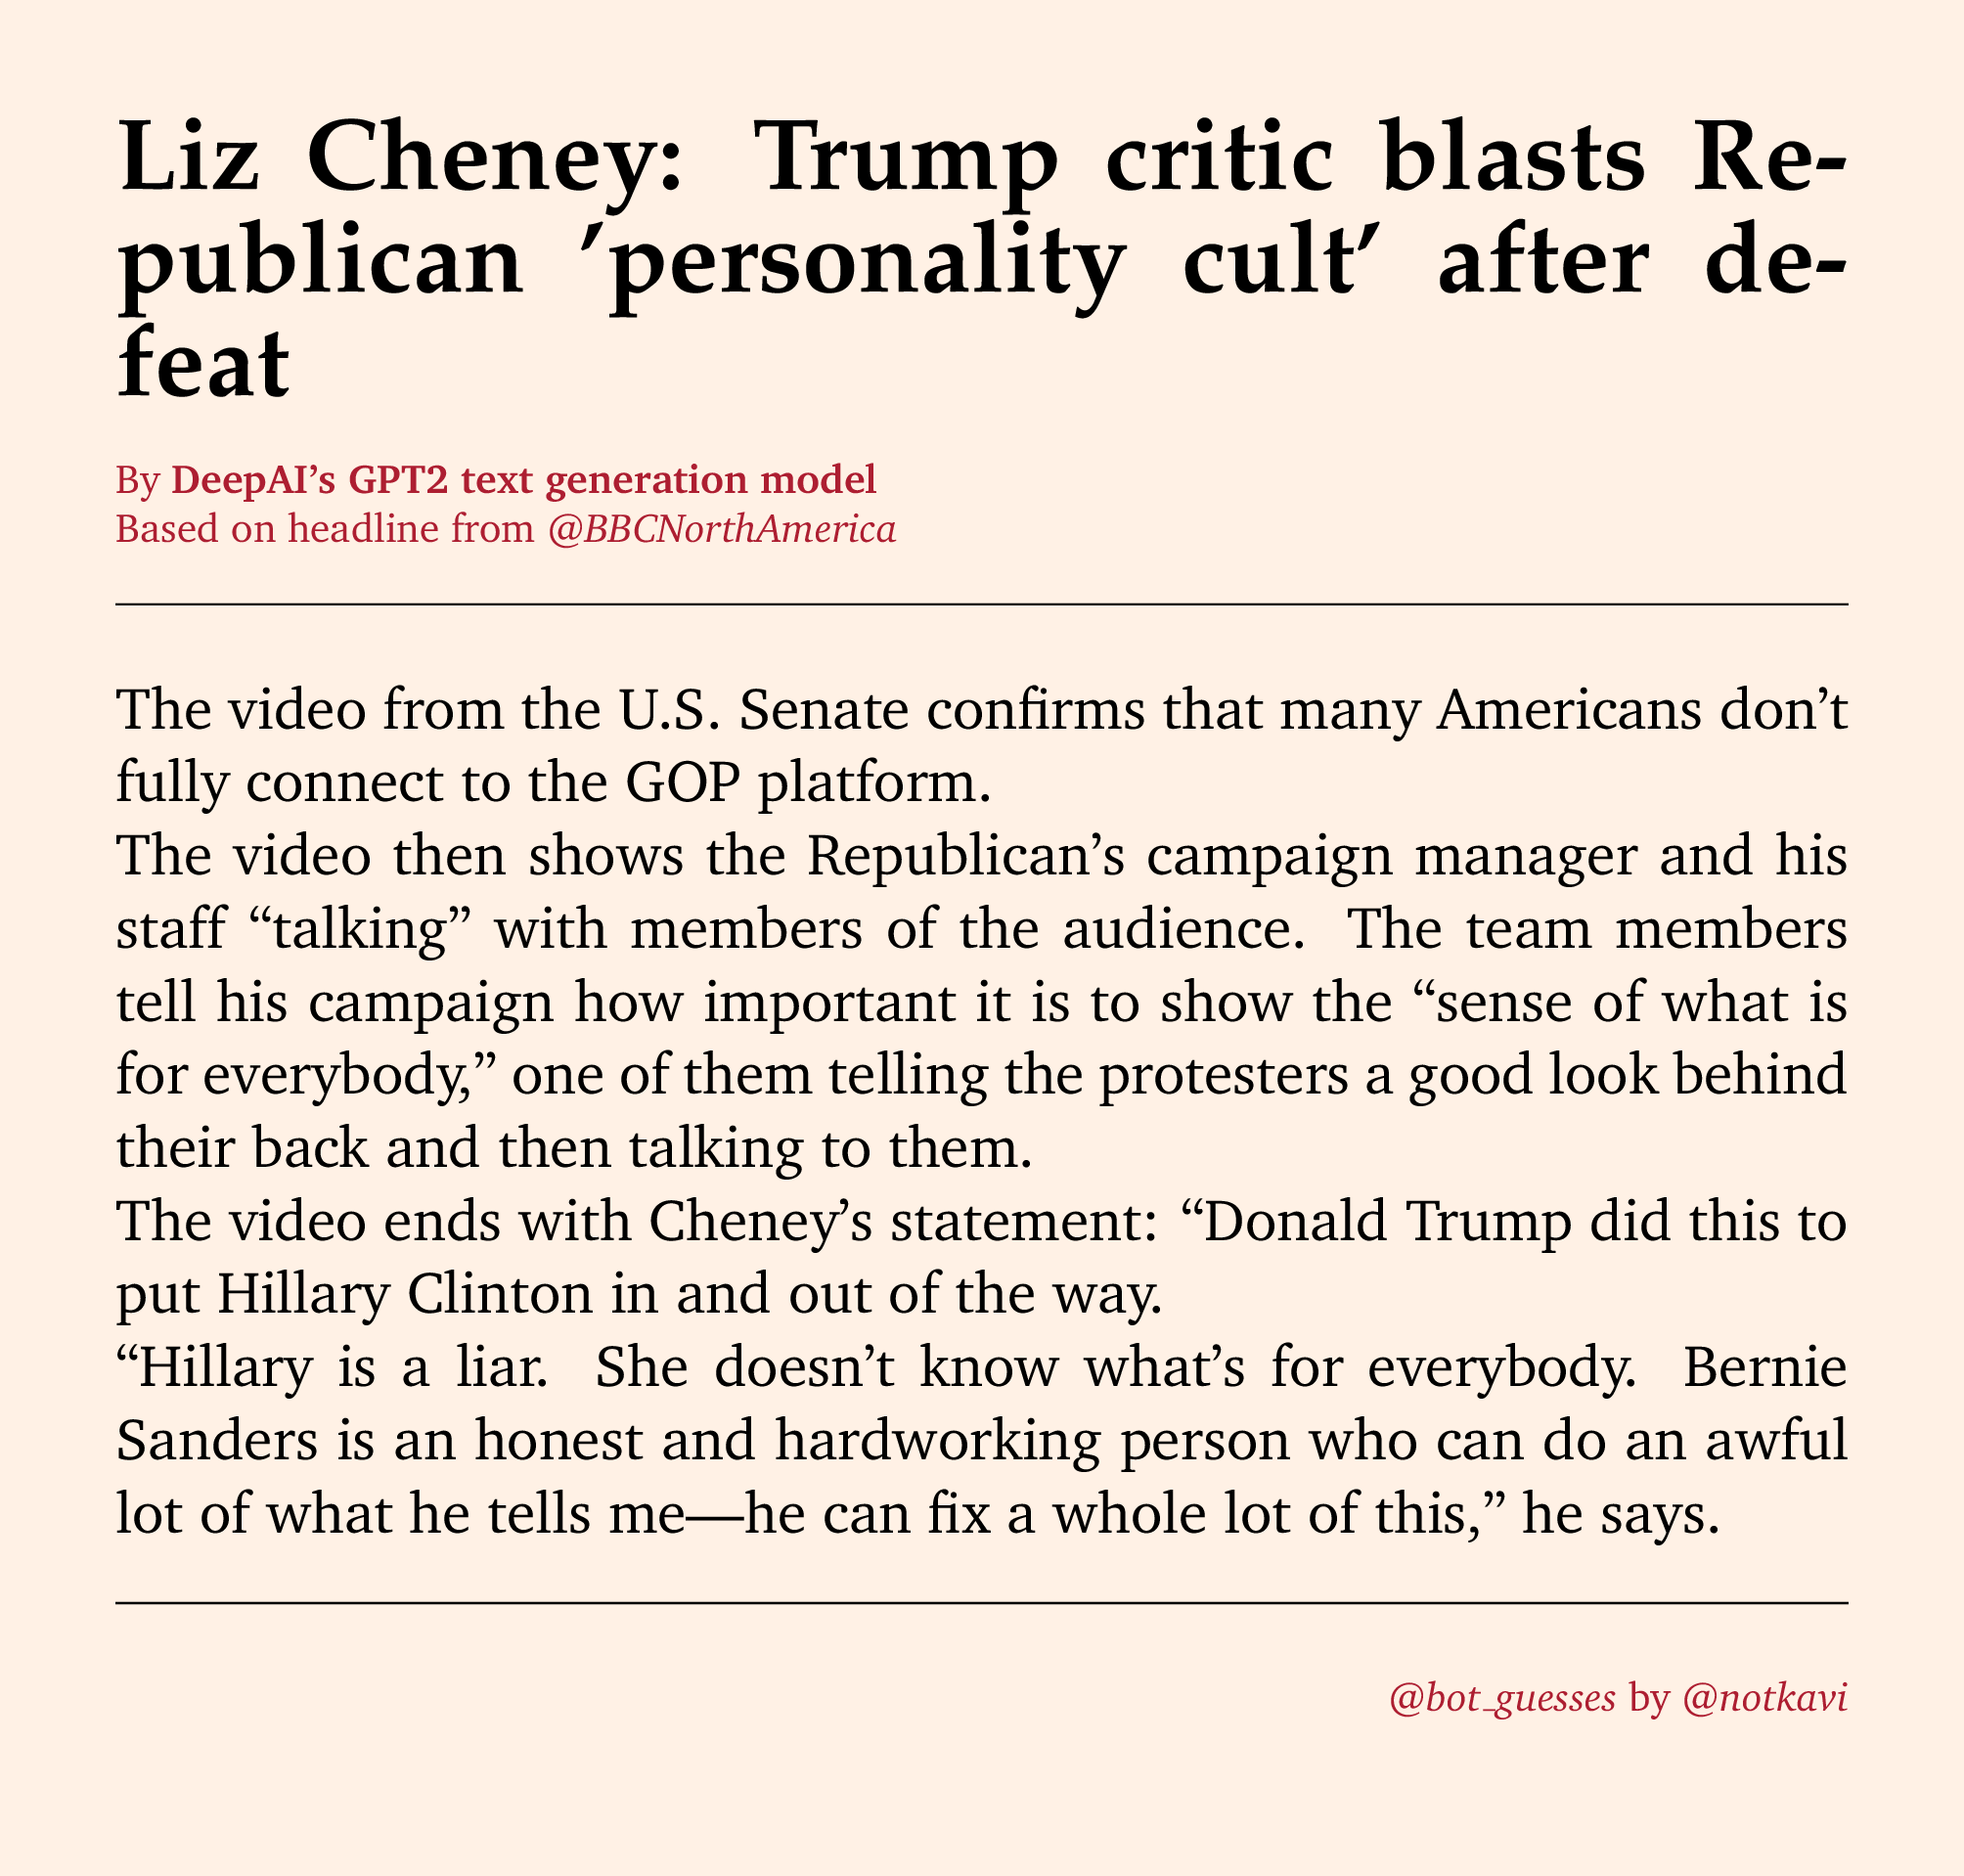 Liz Cheney: Trump critic blasts Re-
publican ’personality cult’ after de-
feat
By DeepAI’s GPT2 text generation model
Based on headline from @BBCNorthAmerica
The video from the U.S. Senate confirms that many Americans don’t
fully connect to the GOP platform.
The video then shows the Republican’s campaign manager and his
staff “talking” with members of the audience. The team members
tell his campaign how important it is to show the “sense of what is
for everybody,” one of them telling the protesters a good look behind
their back and then talking to them.
The video ends with Cheney’s statement: “Donald Trump did this to
put Hillary Clinton in and out of the way.
“Hillary is a liar. She doesn’t know what’s for everybody. Bernie
Sanders is an honest and hardworking person who can do an awful
lot of what he tells me—he can fix a whole lot of this,” he says.
@bot_guesses by @notkavi